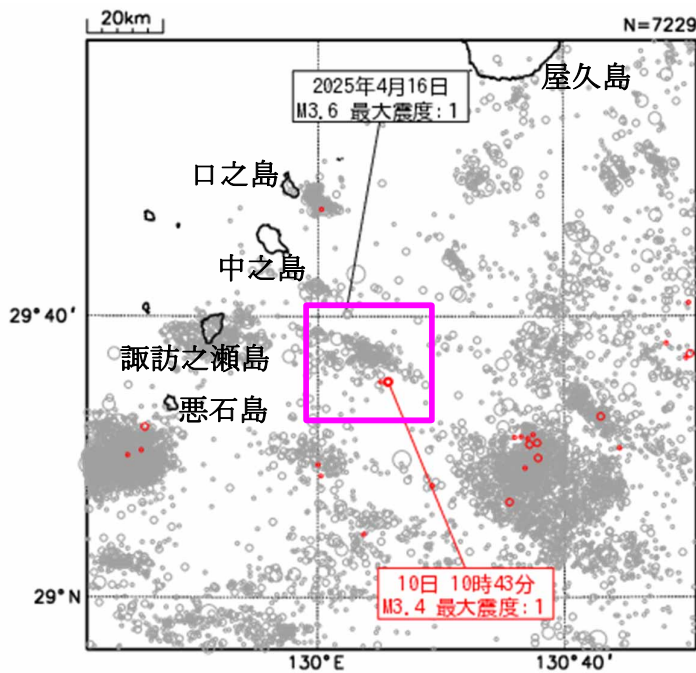 20km
N=7229
屋久島
2025年4月16日
M3.6 最大震度:1
口之島
中之島
29°40'
諏訪之瀬島
悪石島
10日 10時43分
M3.4 最大震度:1
29°N
130°E
130°40'